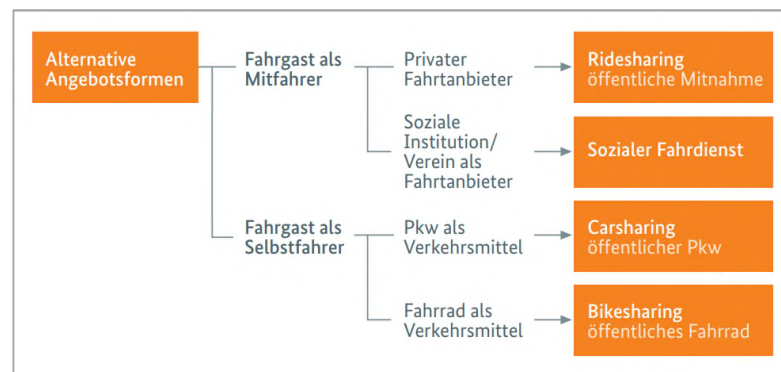 Alternative
Angebotsformen
Fahrgast als
Mitfahrer
Privater
Fahrtanbieter
Ridesharing
öffentliche Mitnahme
Soziale
Institution/
Verein als
Fahrtanbieter
Sozialer Fahrdienst
Fahrgast als
Selbstfahrer
Pkw als
Verkehrsmittel
Carsharing
öffentlicher Pkw
Fahrrad als
Verkehrsmittel
Bikesharing
öffentliches Fahrrad